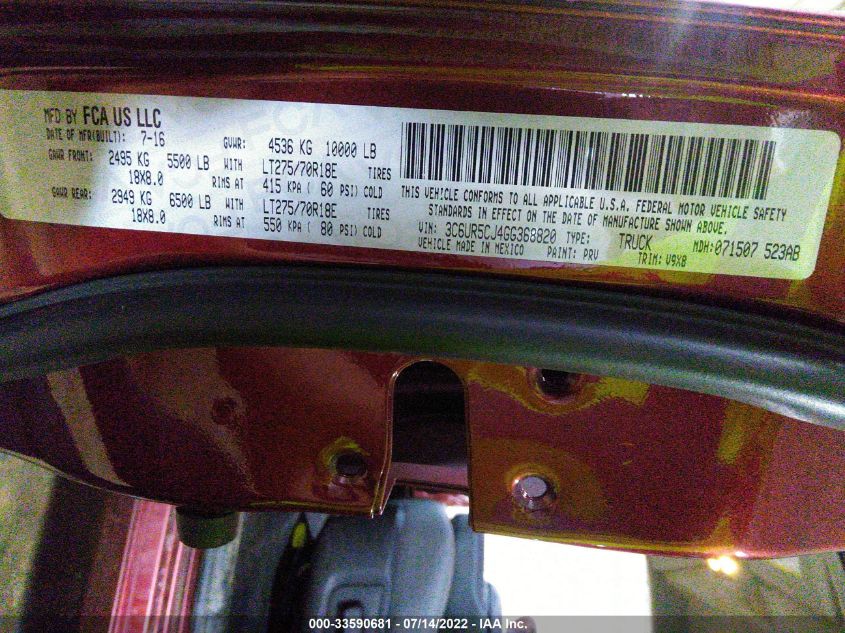 MFD BY FCA US LLC
DATE OF MFR(BUILT): 7-16 GVWR: 4536 KG 10000 LB
GAWR FRONT: 2495 KG 5500 LB WITH LT275/70R18E TIRES
18X8.0 RIMS AT 415 KPA ( 60 PSI) COLD
GAWR REAR: 2949 KG 6500 LB WITH LT275/70R18E TIRES
18X8.0 RIMS AT 550 KPA ( 80 PSI) COLD
THIS VEHICLE CONFORMS TO ALL APPLICABLE U.S.A. FEDERAL MOTOR VEHICLE SAFETY
STANDARDS IN EFFECT ON THE DATE OF MANUFACTURE SHOWN ABOVE.
VIN: 3C6UR5CJ4GG368820 TYPE: TRUCK MDH: 071507 523AB
VEHICLE MADE IN MEXICO PAINT: PRV TRIM: V9X8
000-33590681 - 07/14/2022 - IAA Inc.